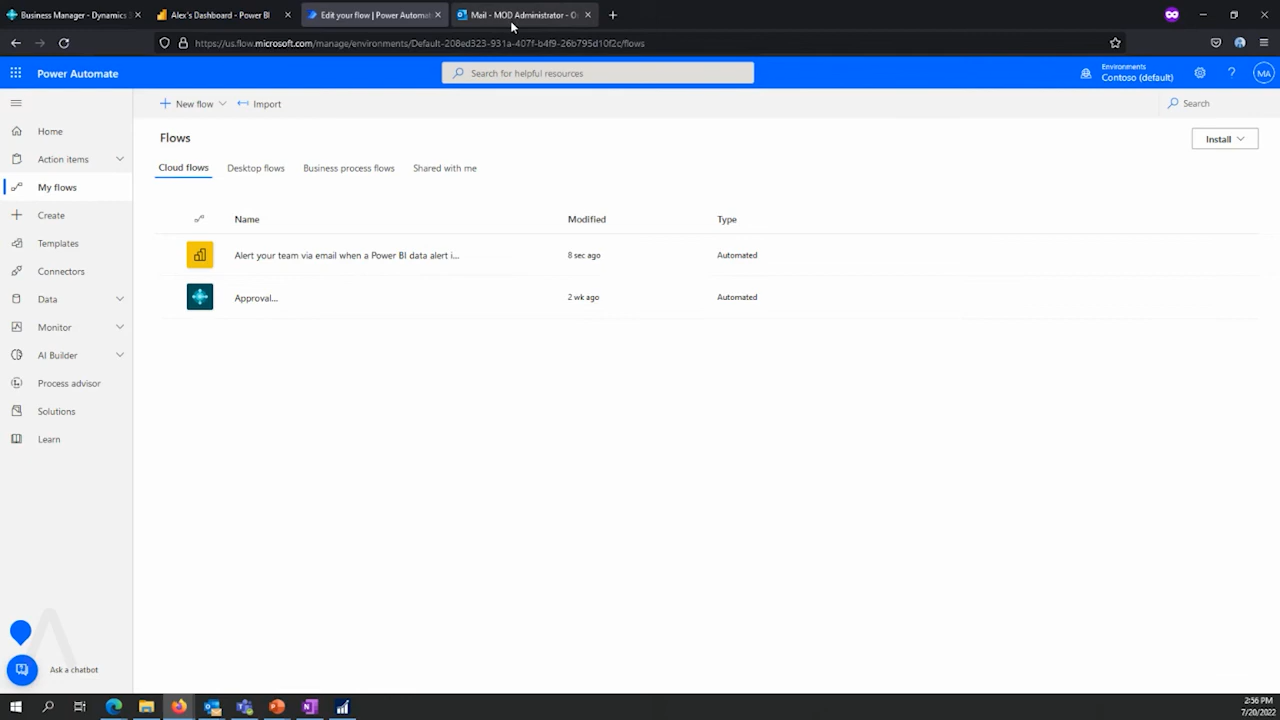 Business Manager - Dynamics 3
Alex's Dashboard - Power BI
Edit your flow | Power Automat
Mail - MOD Administrator - O
https://us.flow.microsoft.com/manage/environments/Default-208ed323-931a-407f-b4f9-26b795d10f2c/flows
Power Automate
Search for helpful resources
Environments
Contoso (default)
MA
New flow
Import
Search
Home
Action items
My flows
Create
Templates
Connectors
Data
Monitor
AI Builder
Process advisor
Solutions
Learn
Ask a chatbot
Flows
Install
Cloud flows
Desktop flows
Business process flows
Shared with me
Name
Modified
Type
Alert your team via email when a Power BI data alert i...
8 sec ago
Automated
Approval...
2 wk ago
Automated
2:56 PM
7/20/2022